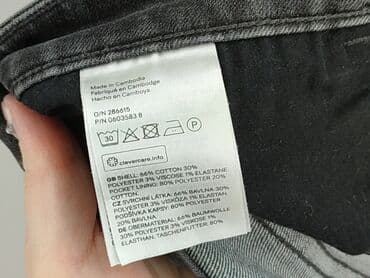 Made in Cambodia
Fabriqué en Cambodge
Hecho en Camboya
O/N 286615
P/N 0603583 8
30
P
clevercare.info
GB SHELL: 66% COTTON 30%
POLYESTER 3% VISCOSE 1% ELASTANE
POCKET LINING: 80% POLYESTER 20%
COTTON
CZ SVRCHNÍ LÁTKA: 66% BAVLNA 30%
POLYESTER 3% VISKÓZA 1% ELASTAN
PODŠÍVKA KAPSY: 80% POLYESTER
20% BAVLNA
DE OBERMATERIAL: 66% BAUMWOLLE
30% POLYESTER 3% VISKOSE 1%
ELASTHAN; TASCHENFUTTER: 80%